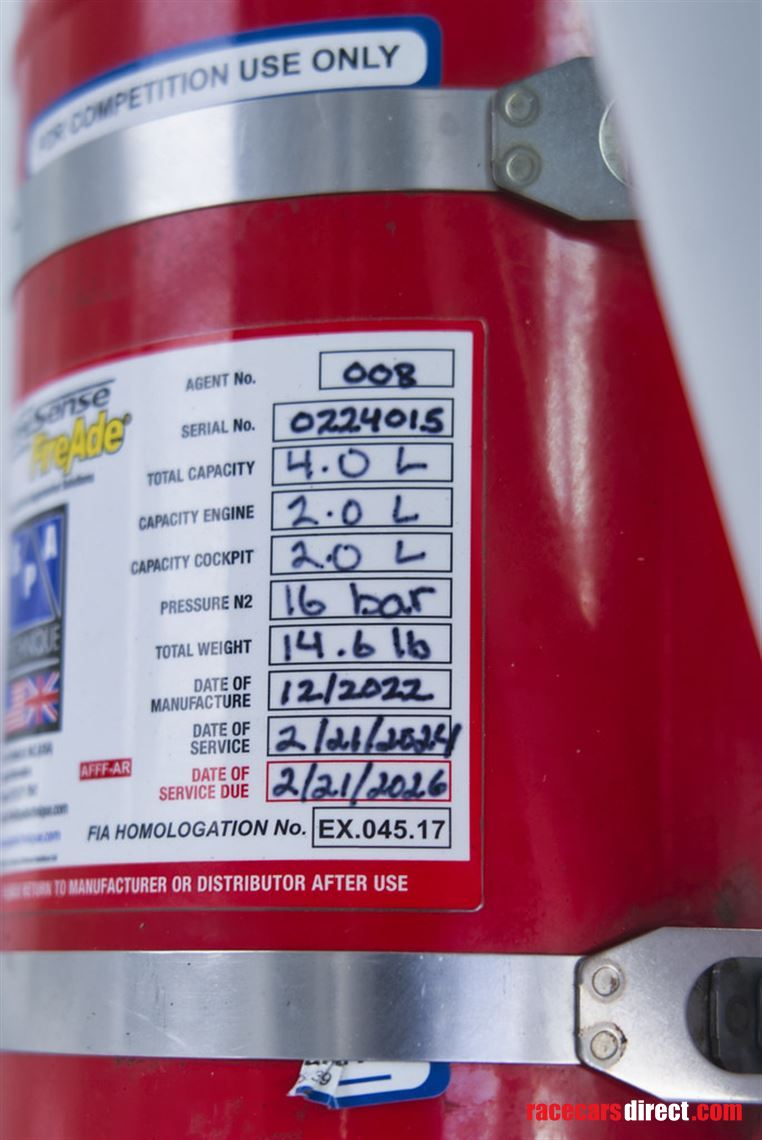 FOR COMPETITION USE ONLY
Sense
FireAde®
AGENT No. 008
SERIAL No. 0224015
TOTAL CAPACITY 4.0 L
CAPACITY ENGINE 2.0 L
CAPACITY COCKPIT 2.0 L
PRESSURE N2 16 bar
TOTAL WEIGHT 14.6 lb
DATE OF MANUFACTURE 12/2022
DATE OF SERVICE 2/21/2024
AFFF-AR
DATE OF SERVICE DUE 2/21/2026
FIA HOMOLOGATION No. EX.045.17
RETURN TO MANUFACTURER OR DISTRIBUTOR AFTER USE
racecarsdirect.com